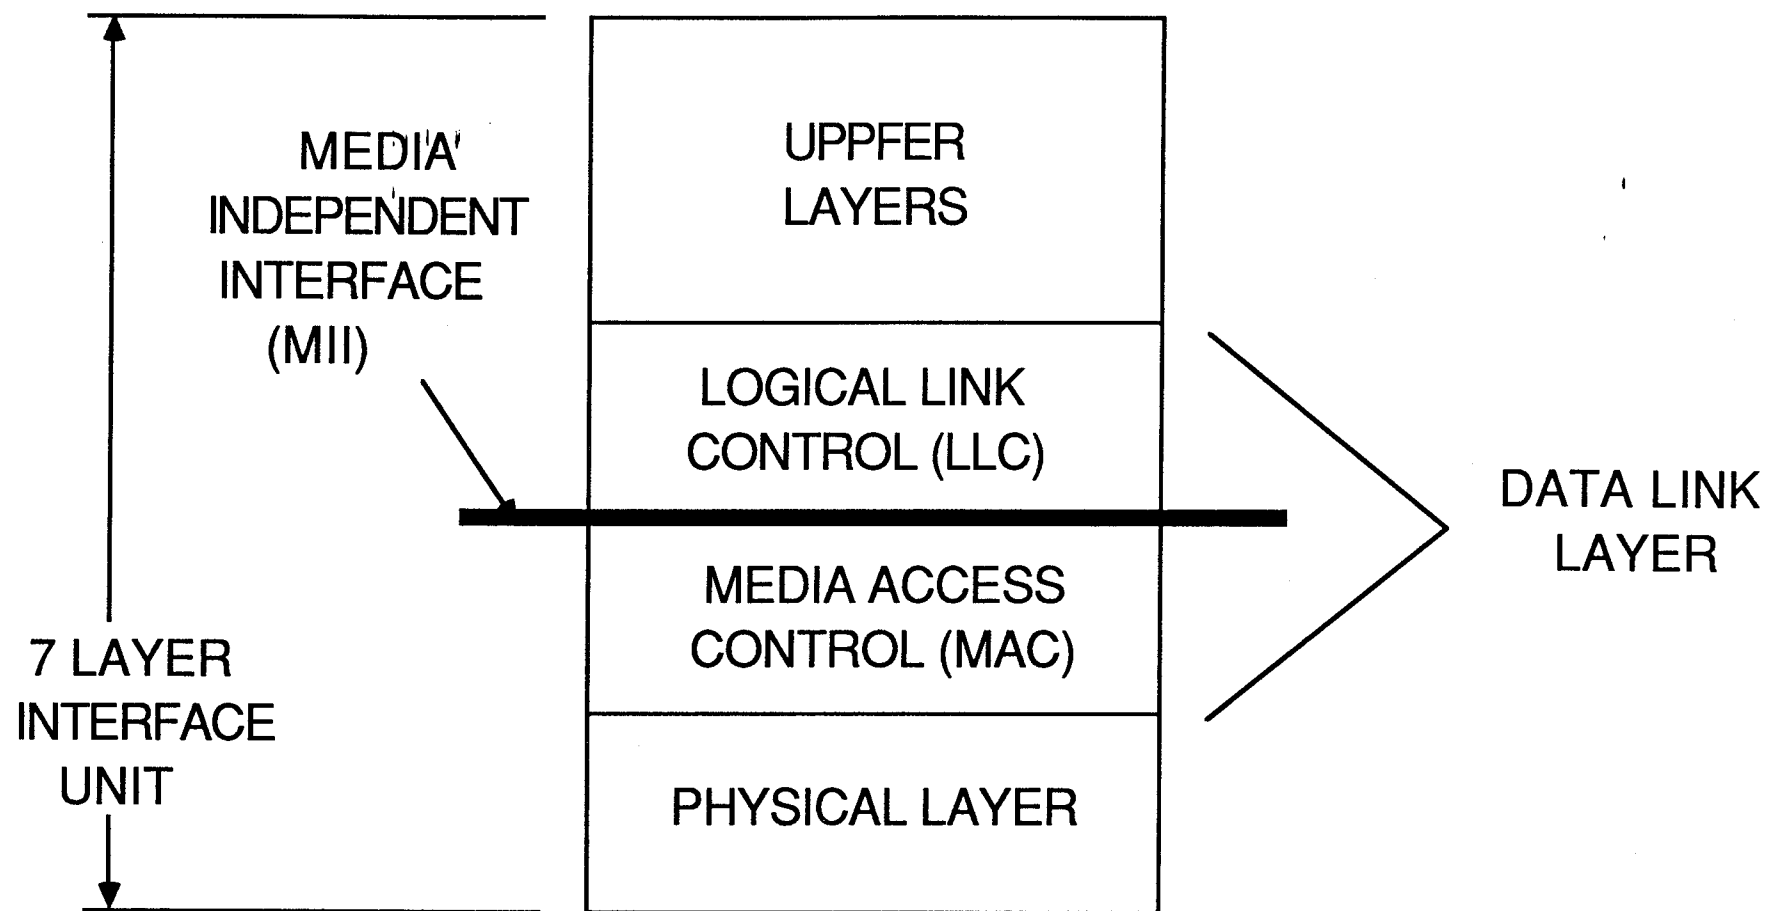 MEDIA
INDEPENDENT
INTERFACE
(MII)
UPPFER
LAYERS
LOGICAL LINK
CONTROL (LLC)
DATA LINK
LAYER
MEDIA ACCESS
CONTROL (MAC)
7 LAYER
INTERFACE
UNIT
PHYSICAL LAYER